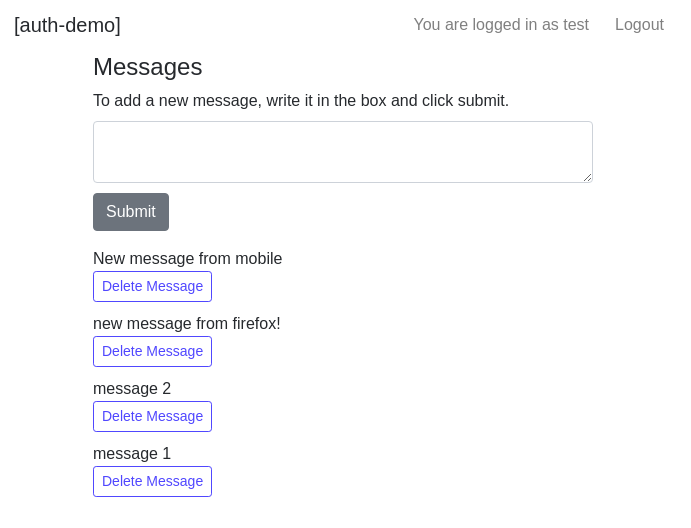 [auth-demo]
You are logged in as test
Logout
Messages
To add a new message, write it in the box and click submit.
Submit
New message from mobile
Delete Message
new message from firefox!
Delete Message
message 2
Delete Message
message 1
Delete Message